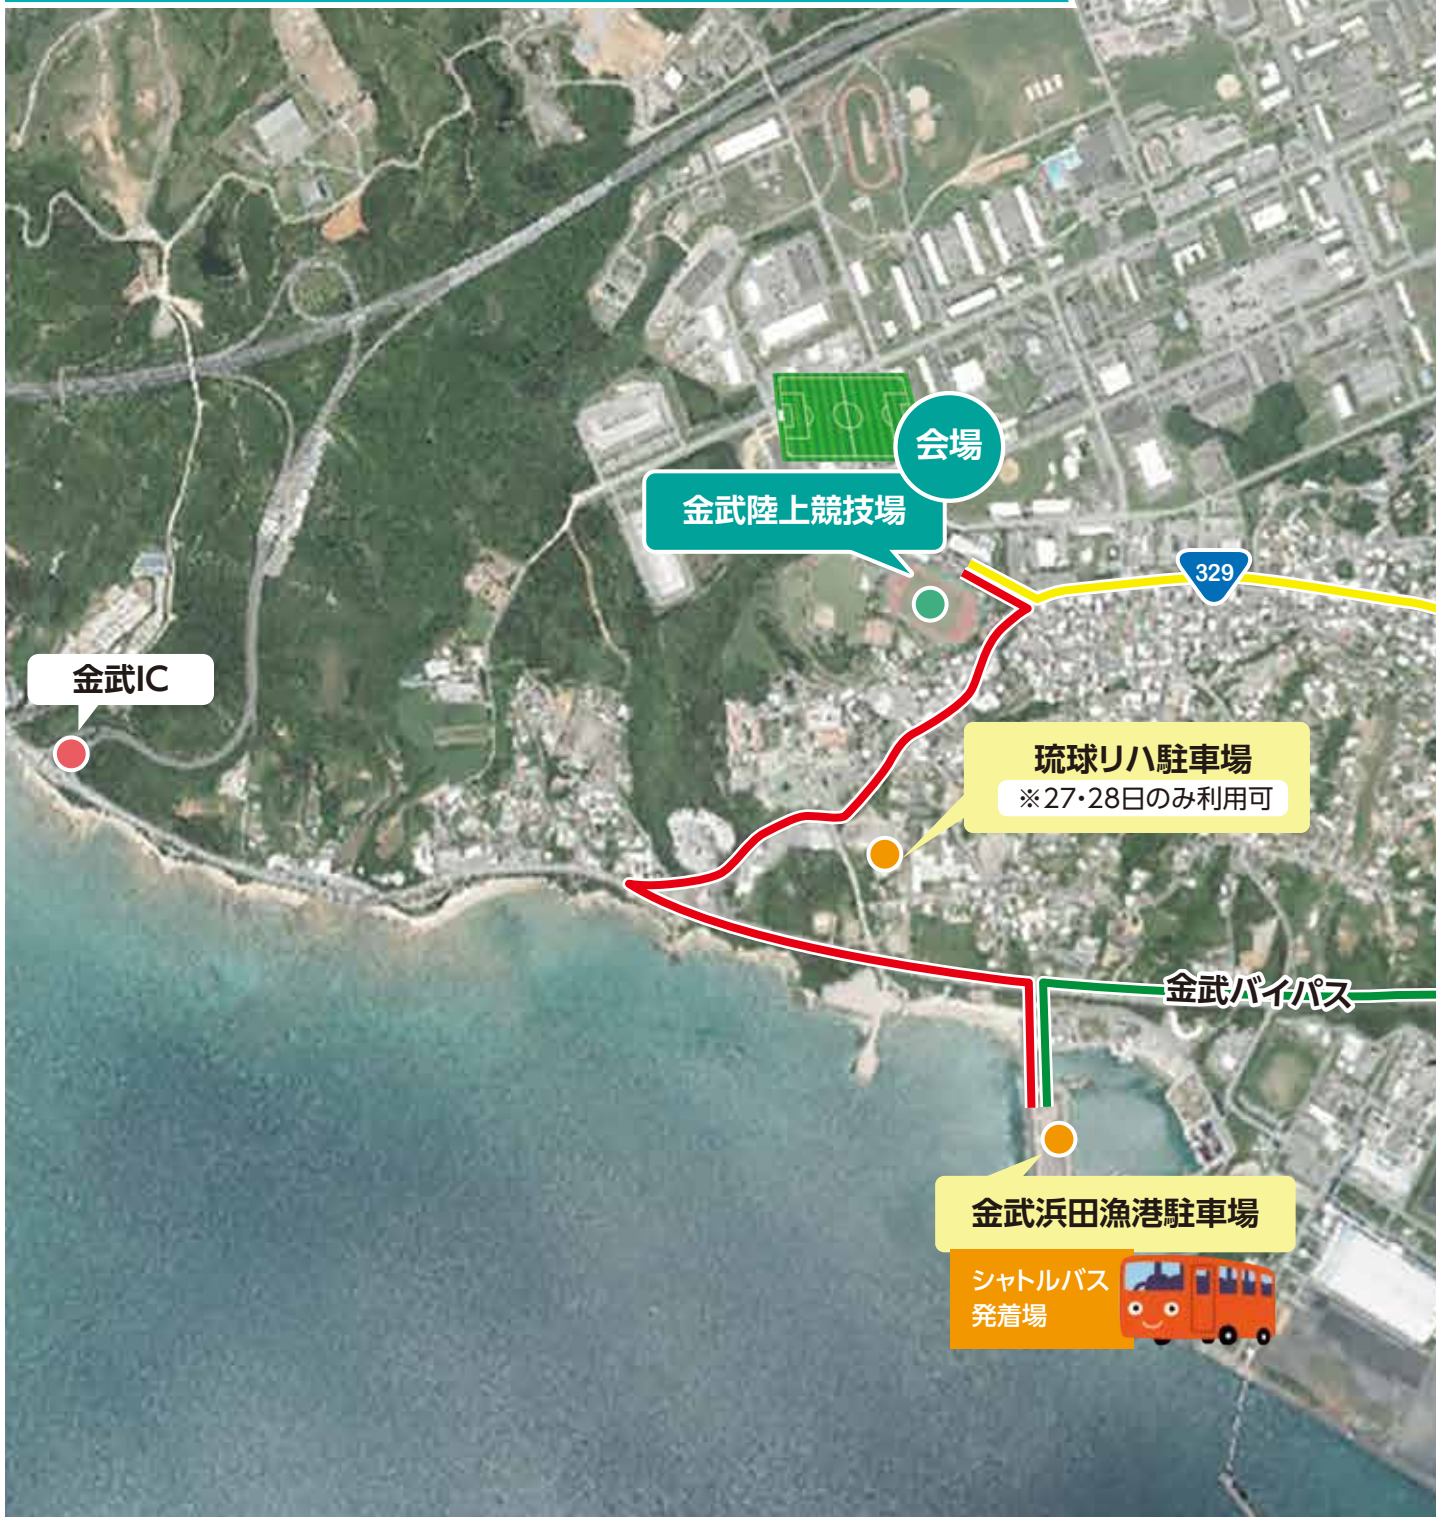 会場
金武陸上競技場
329
金武IC
琉球リハ駐車場
※27・28日のみ利用可
金武バイパス
金武浜田漁港駐車場
シャトルバス
発着場